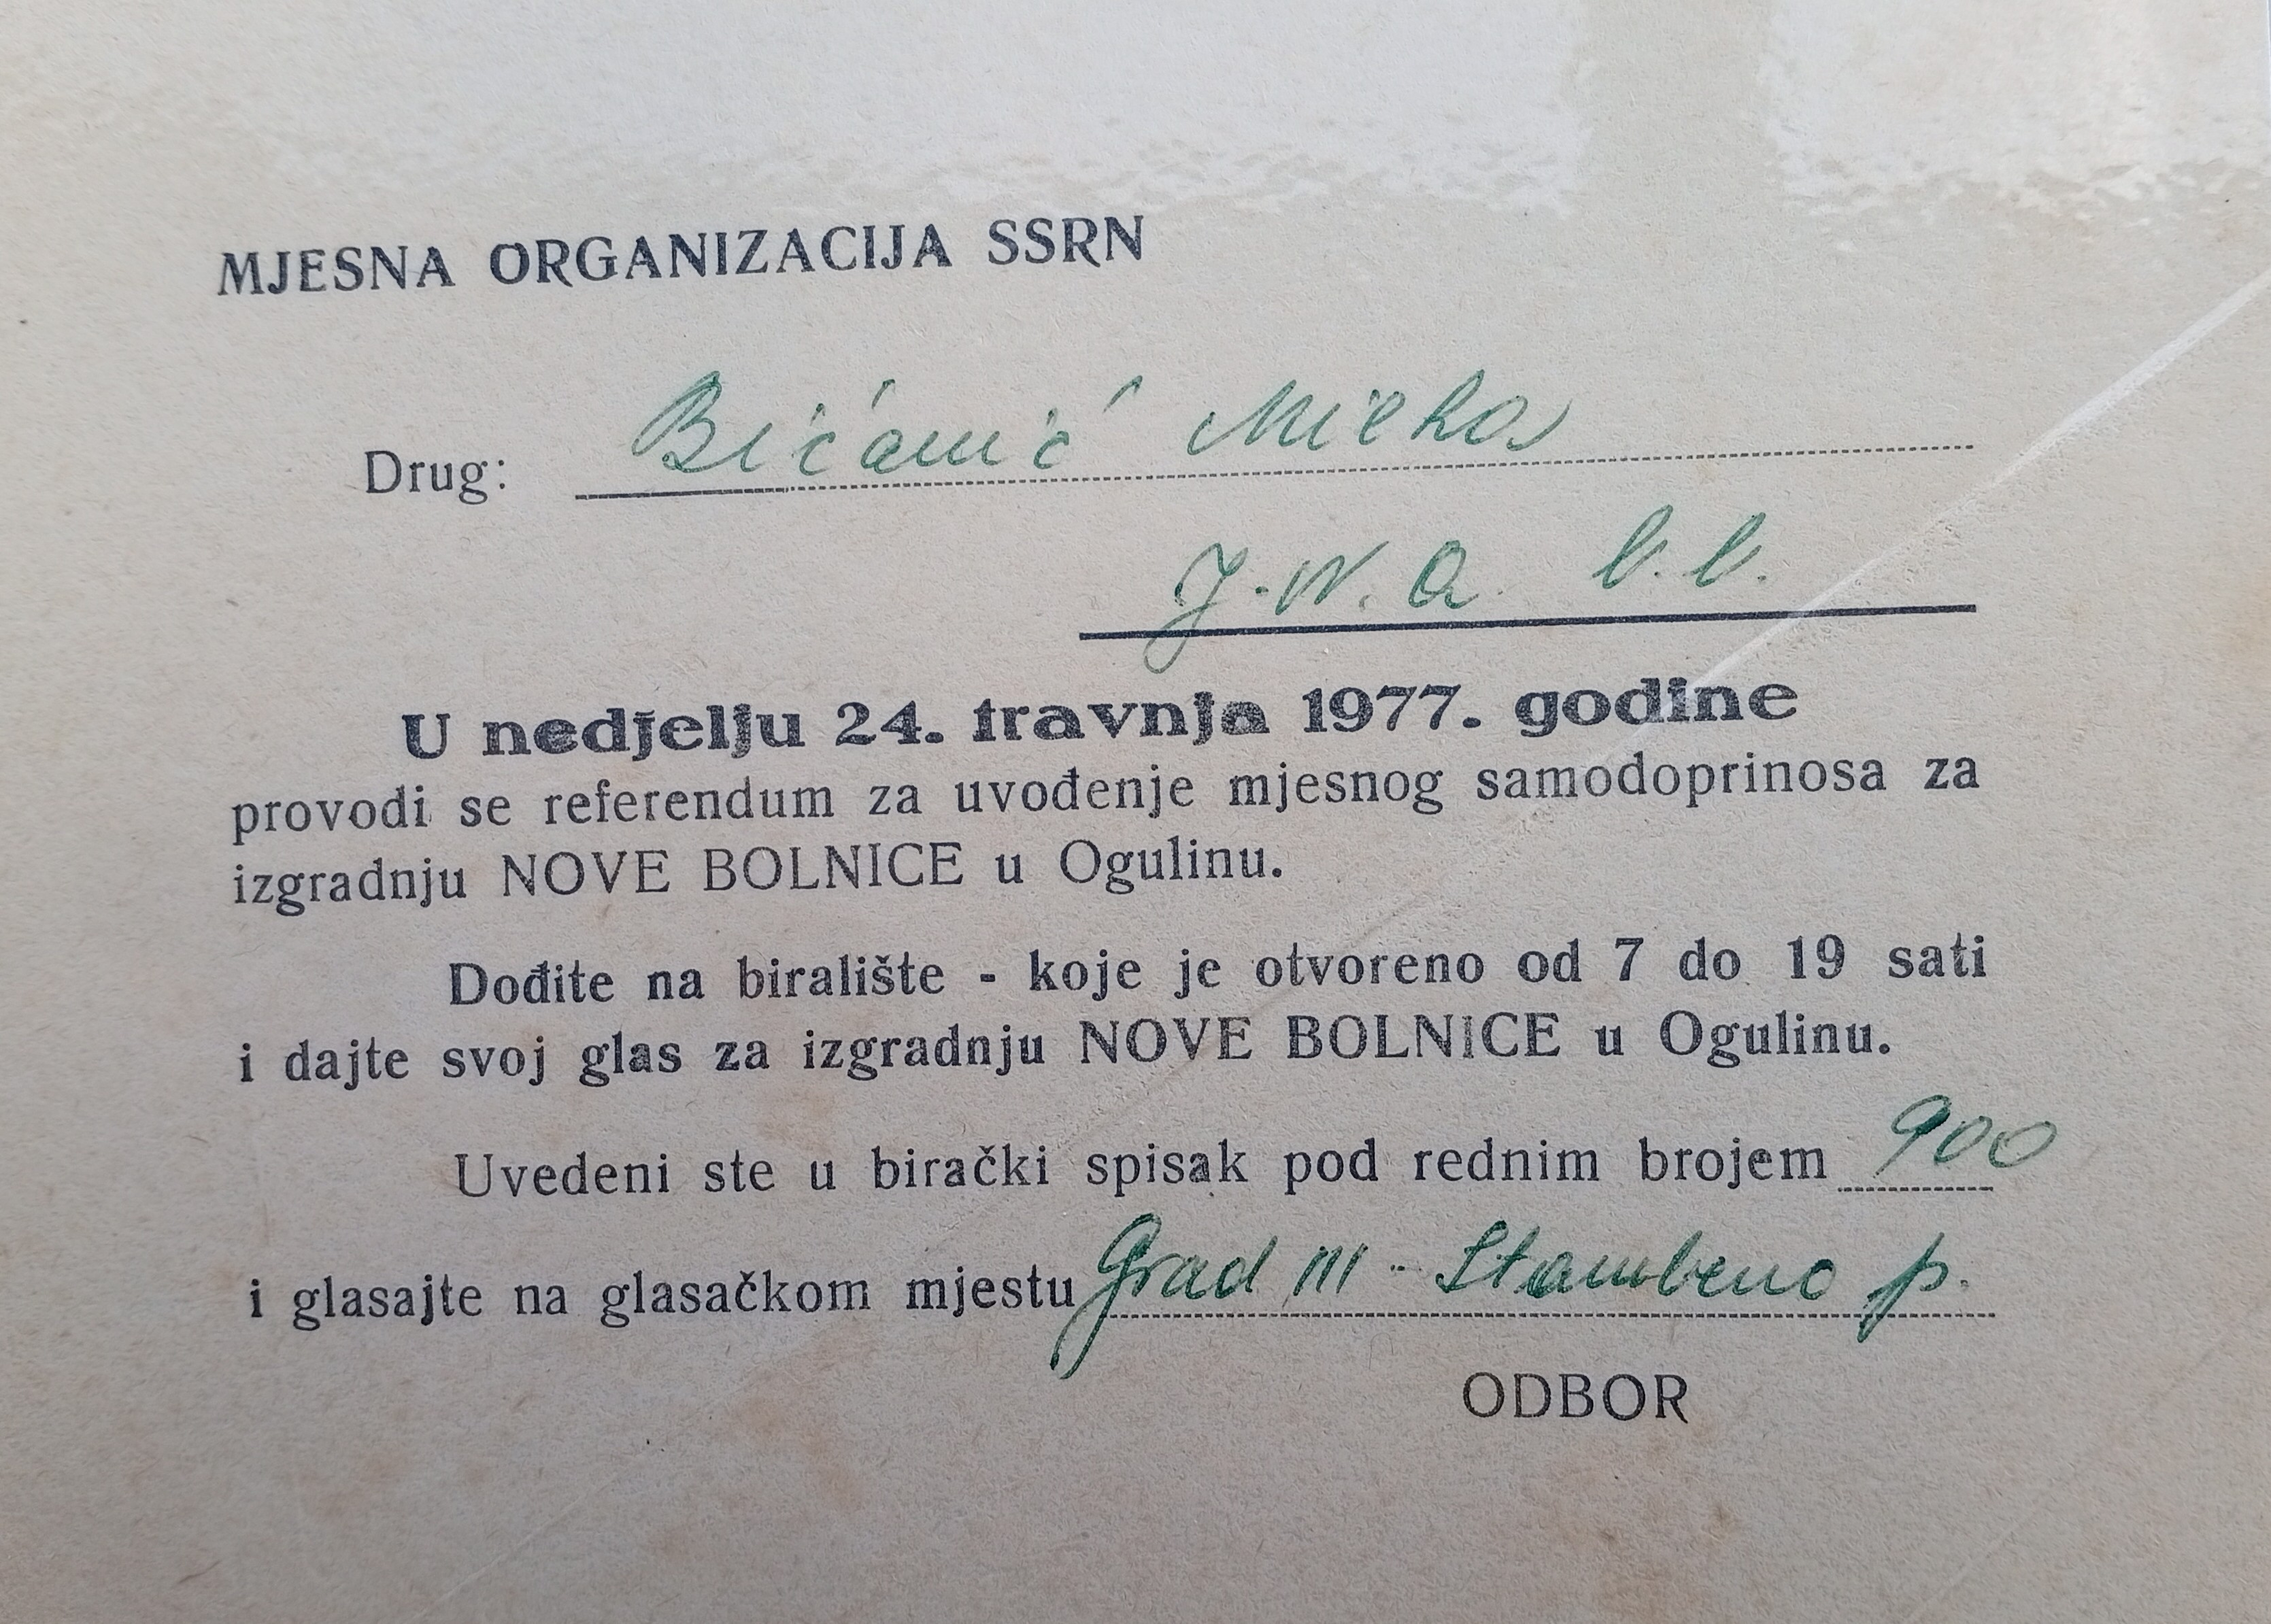 MJESNA ORGANIZACIJA SSRN
Drug: Bićanić Mieha
J.N.A. b.b.
U nedjelju 24. travnja 1977. godine
provodi se referendum za uvođenje mjesnog samodoprinosa za
izgradnju NOVE BOLNICE u Ogulinu.
Dođite na biralište - koje je otvoreno od 7 do 19 sati
i dajte svoj glas za izgradnju NOVE BOLNICE u Ogulinu.
Uvedeni ste u birački spisak pod rednim brojem 900
i glasajte na glasačkom mjestu Grad III - Stambeno p.
ODBOR